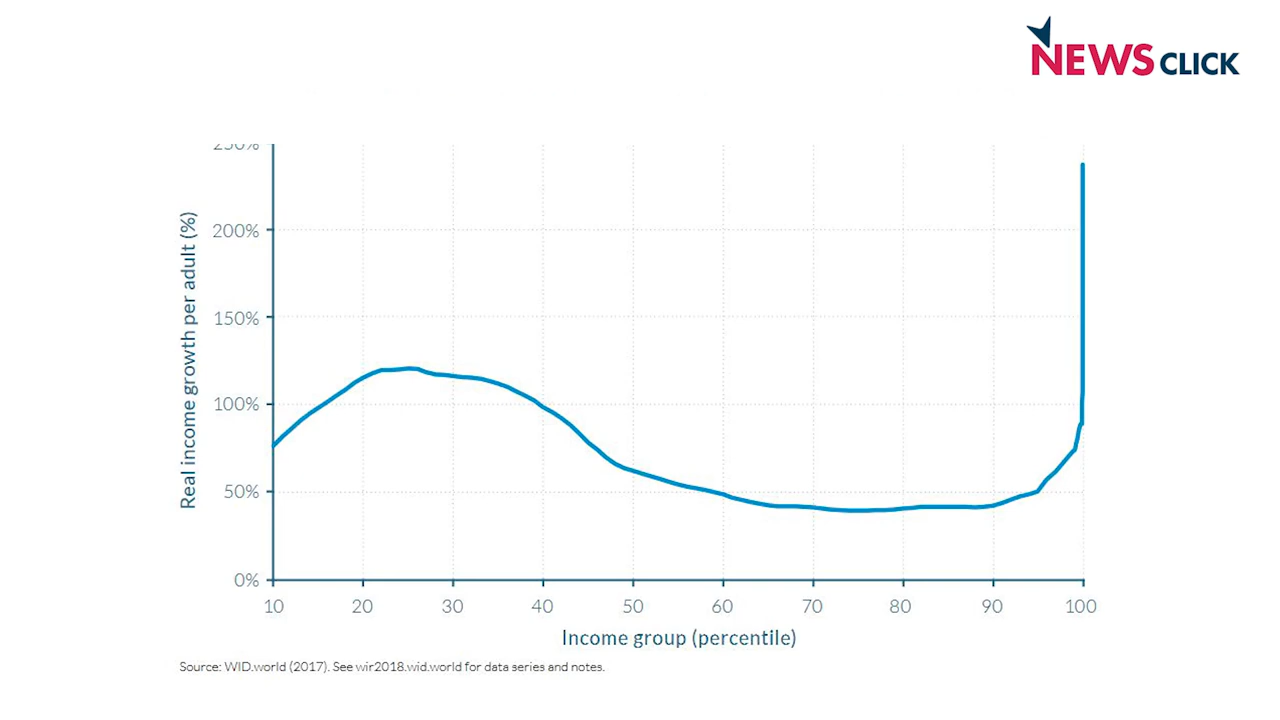 NEWS CLICK
250%
200%
150%
100%
50%
0%
Real income growth per adult (%)
10 20 30 40 50 60 70 80 90 100
Income group (percentile)
Source: WID.world (2017). See wir2018.wid.world for data series and notes.